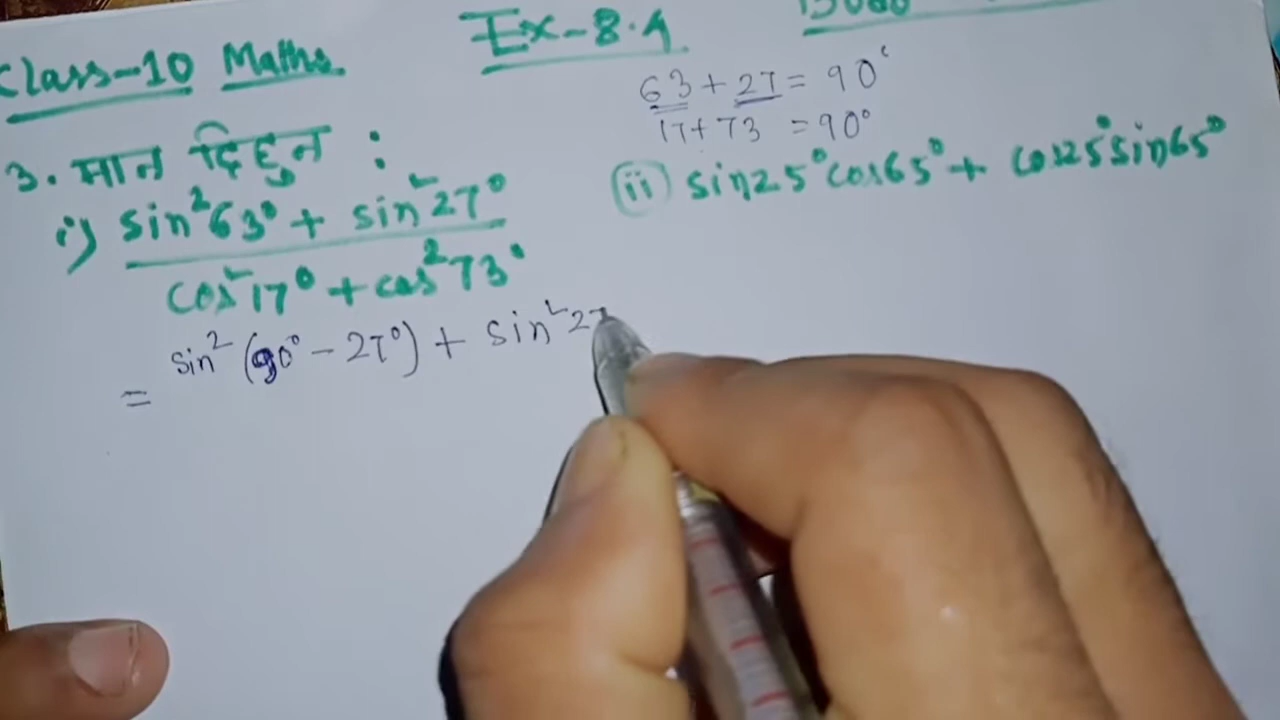 Class-10 Maths
Ex-8.4
63 + 27 = 90°
17+ 73 = 90°
3. मान दिहुन :
i) sin²63° + sin²27°
cos²17° + cos²73°
ii) sin25°cos65° + cos25°sin65°
= sin² (90° - 27°) + sin²27